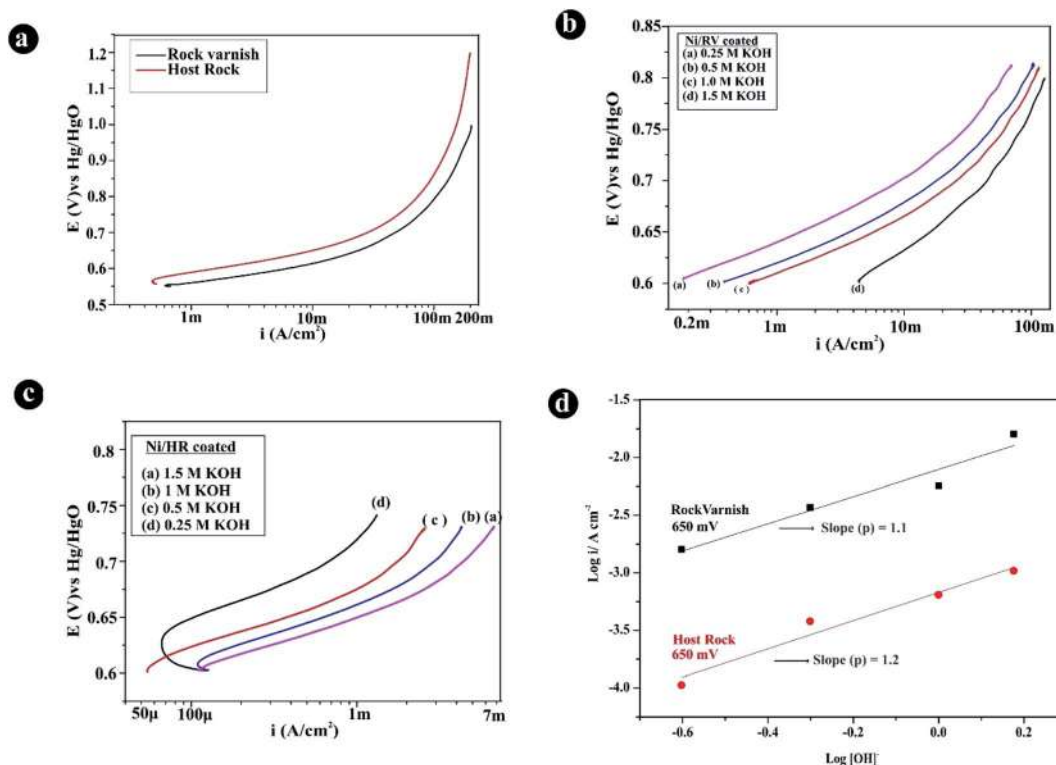 a
Rock varnish
Host Rock
1.2
1.0
0.9
0.8
0.7
0.6
0.5
E (V)vs Hg/HgO
1m
10m
100m 200m
i (A/cm²)
b
Ni/RV coated
(a) 0.25 M KOH
(b) 0.5 M KOH
(c) 1.0 M KOH
(d) 1.5 M KOH
0.85
0.8
0.75
0.7
0.65
0.6
E (V)vs Hg/HgO
(a)
(b)
(c)
(d)
0.2m
1m
10m
100m
i (A/cm²)
c
Ni/HR coated
(a) 1.5 M KOH
(b) 1 M KOH
(c) 0.5 M KOH
(d) 0.25 M KOH
0.8
0.75
0.7
0.65
0.6
E (V)vs Hg/HgO
(d)
( c )
(b) (a)
50μ
100μ
1m
7m
i (A/cm²)
d
-1.5
-2.0
-2.5
-3.0
-3.5
-4.0
Log i/ A cm⁻²
RockVarnish
650 mV
Slope (p) = 1.1
Host Rock
650 mV
Slope (p) = 1.2
-0.6
-0.4
-0.2
0.0
0.2
Log [OH]⁻